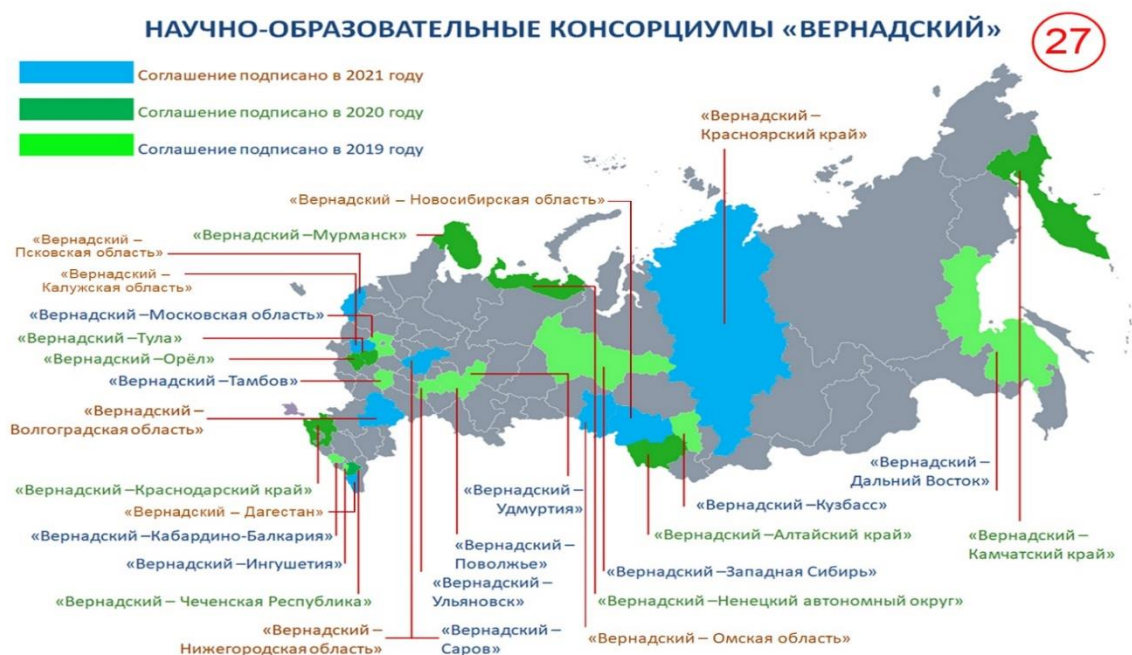 НАУЧНО-ОБРАЗОВАТЕЛЬНЫЕ КОНСОРЦИУМЫ «ВЕРНАДСКИЙ»
27
Соглашение подписано в 2021 году
Соглашение подписано в 2020 году
Соглашение подписано в 2019 году
«Вернадский –
Красноярский край»
«Вернадский – Новосибирская область»
«Вернадский –Мурманск»
«Вернадский –
Псковская область»
«Вернадский –
Калужская область»
«Вернадский –Московская область»
«Вернадский –Тула»
«Вернадский –Орёл»
«Вернадский –Тамбов»
«Вернадский –
Волгоградская область»
«Вернадский –Краснодарский край»
«Вернадский – Дагестан»
«Вернадский –Кабардино-Балкария»
«Вернадский –Ингушетия»
«Вернадский – Чеченская Республика»
«Вернадский –
Нижегородская область»
«Вернадский –
Саров»
«Вернадский –
Ульяновск»
«Вернадский –
Поволжье»
«Вернадский –
Удмуртия»
«Вернадский – Омская область»
«Вернадский –Ненецкий автономный округ»
«Вернадский –Западная Сибирь»
«Вернадский –Алтайский край»
«Вернадский –Кузбасс»
«Вернадский –
Дальний Восток»
«Вернадский –
Камчатский край»